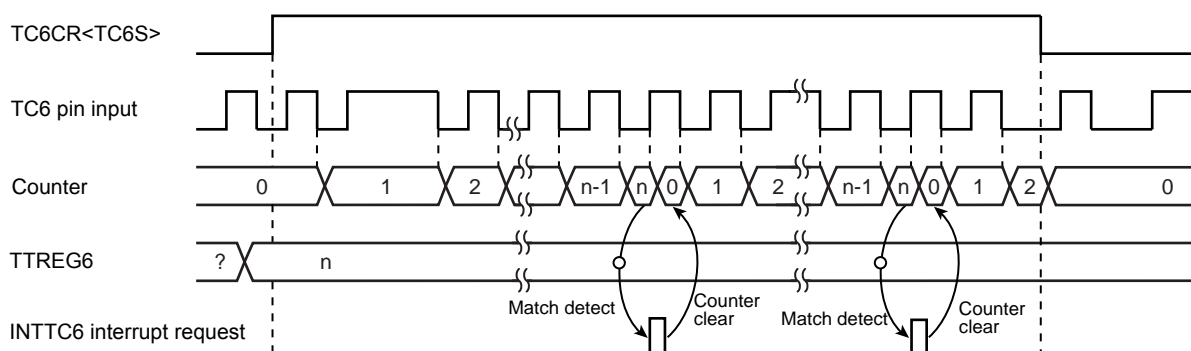 TC6CR<TC6S>
TC6 pin input
Counter 0 1 2 n-1 n 0 1 2 n-1 n 0 1 2 0
TTREG6 ? n
Match detect Counter clear Match detect Counter clear
INTTC6 interrupt request